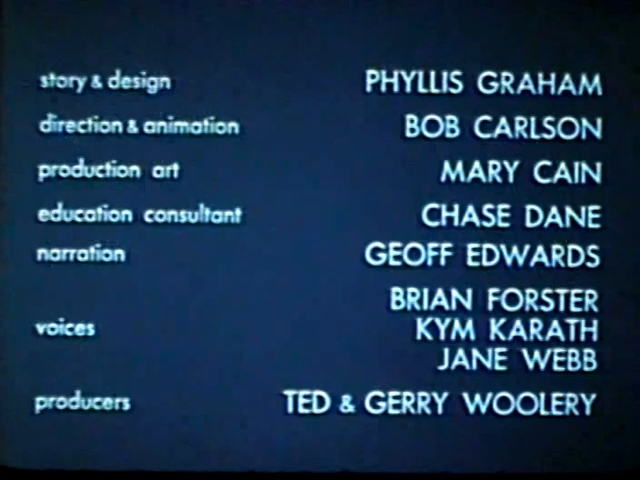 story & design PHYLLIS GRAHAM
direction & animation BOB CARLSON
production art MARY CAIN
education consultant CHASE DANE
narration GEOFF EDWARDS
BRIAN FORSTER
voices KYM KARATH
JANE WEBB
producers TED & GERRY WOOLERY